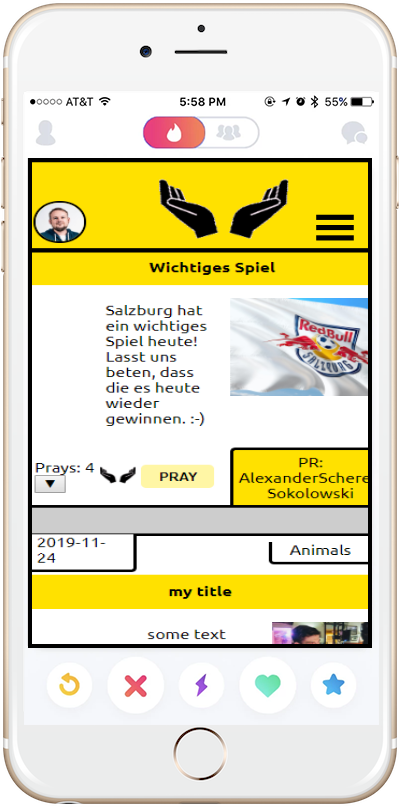 AT&T 5:58 PM 55%
Wichtiges Spiel
Salzburg hat
ein wichtiges
Spiel heute!
Lasst uns
beten, dass
die es heute
wieder
gewinnen. :-)
Red Bull
SALZBURG
Prays: 4
▼
PRAY
PR:
AlexanderSchere
Sokolowski
2019-11-
24
Animals
my title
some text